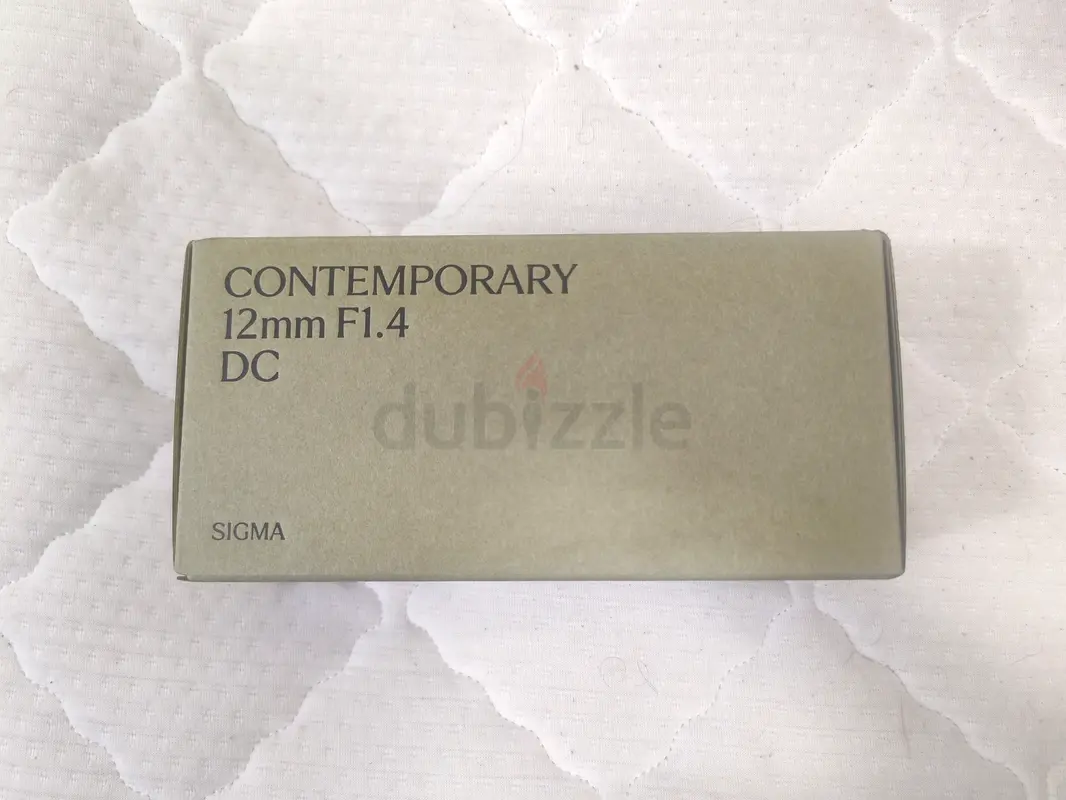 CONTEMPORARY
12mm F1.4
DC
dubizzle
SIGMA